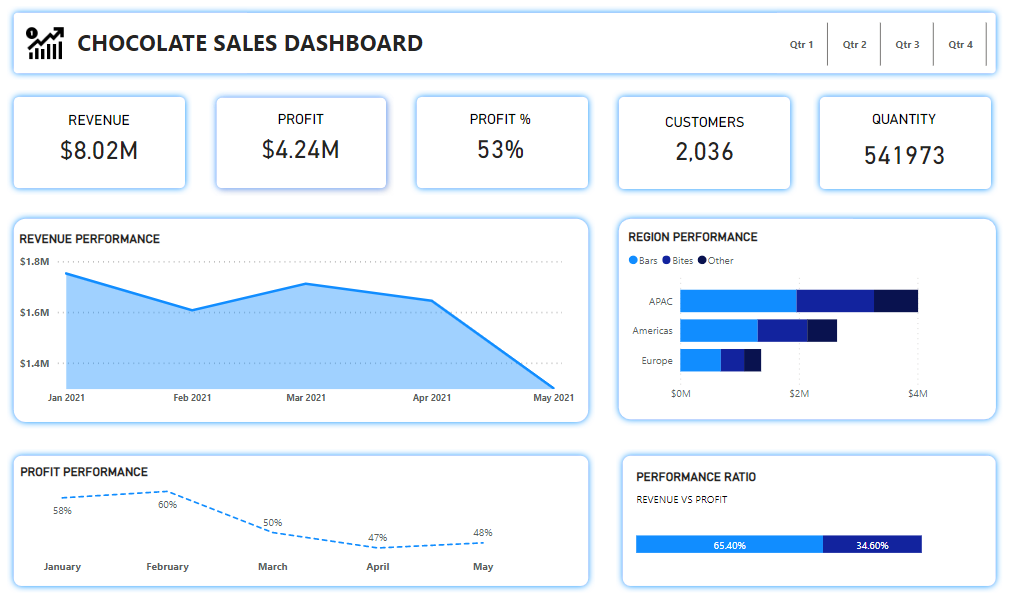 CHOCOLATE SALES DASHBOARD
Qtr 1 Qtr 2 Qtr 3 Qtr 4
REVENUE
$8.02M
PROFIT
$4.24M
PROFIT %
53%
CUSTOMERS
2,036
QUANTITY
541973
REVENUE PERFORMANCE
$1.8M
$1.6M
$1.4M
Jan 2021 Feb 2021 Mar 2021 Apr 2021 May 2021
REGION PERFORMANCE
Bars Bites Other
APAC
Americas
Europe
$0M $2M $4M
PROFIT PERFORMANCE
58% 60% 50% 47% 48%
January February March April May
PERFORMANCE RATIO
REVENUE VS PROFIT
65.40% 34.60%